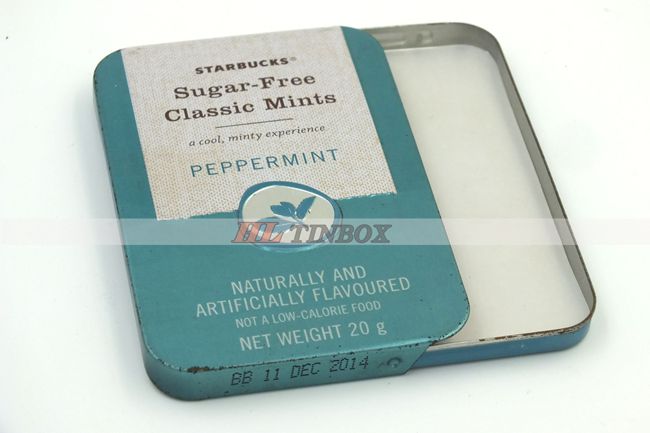 STARBUCKS®
Sugar-Free
Classic Mints
a cool, minty experience
PEPPERMINT
HL TINBOX
NATURALLY AND
ARTIFICIALLY FLAVOURED
NOT A LOW-CALORIE FOOD
NET WEIGHT 20 g
BB 11 DEC 2014